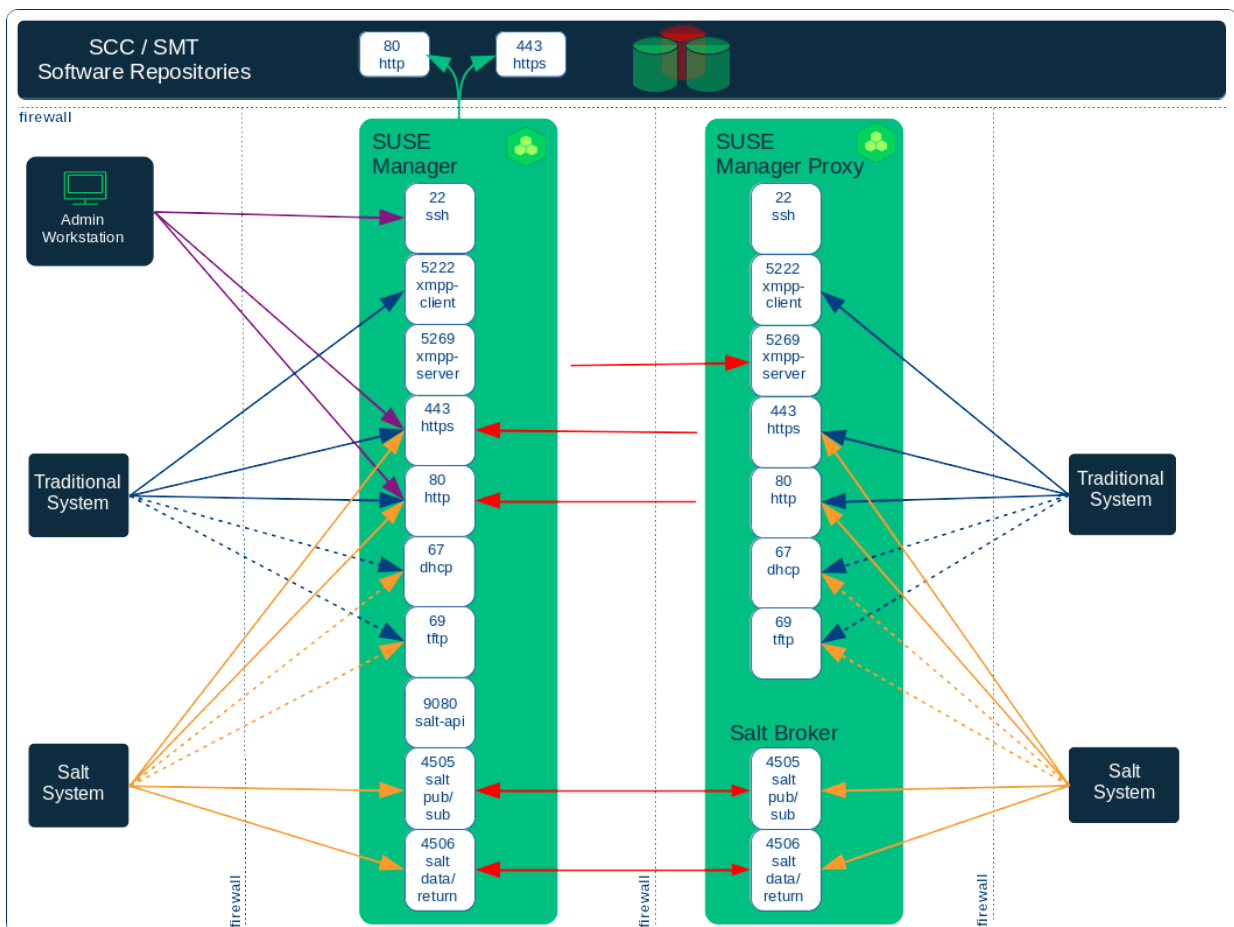 SCC / SMT
Software Repositories
80
http
443
https
firewall
Admin
Workstation
Traditional
System
Salt
System
firewall
SUSE
Manager
22
ssh
5222
xmpp-
client
5269
xmpp-
server
443
https
80
http
67
dhcp
69
tftp
9080
salt-api
4505
salt
pub/
sub
4506
salt
data/
return
firewall
SUSE
Manager Proxy
22
ssh
5222
xmpp-
client
5269
xmpp-
server
443
https
80
http
67
dhcp
69
tftp
Salt Broker
4505
salt
pub/
sub
4506
salt
data/
return
firewall
Traditional
System
Salt
System